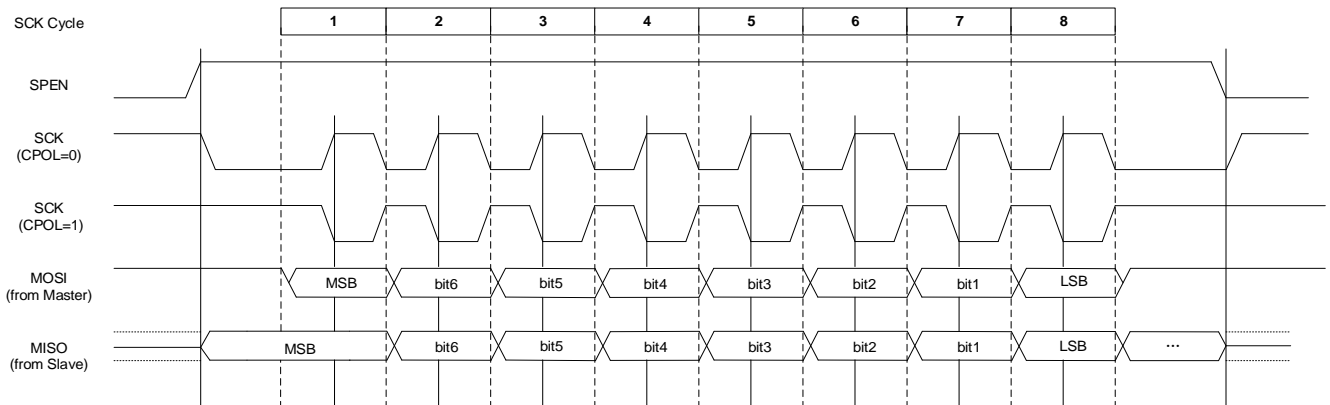 SCK Cycle 1 2 3 4 5 6 7 8
SPEN
SCK
(CPOL=0)
SCK
(CPOL=1)
MOSI
(from Master)
MSB bit6 bit5 bit4 bit3 bit2 bit1 LSB
MISO
(from Slave)
MSB bit6 bit5 bit4 bit3 bit2 bit1 LSB ...